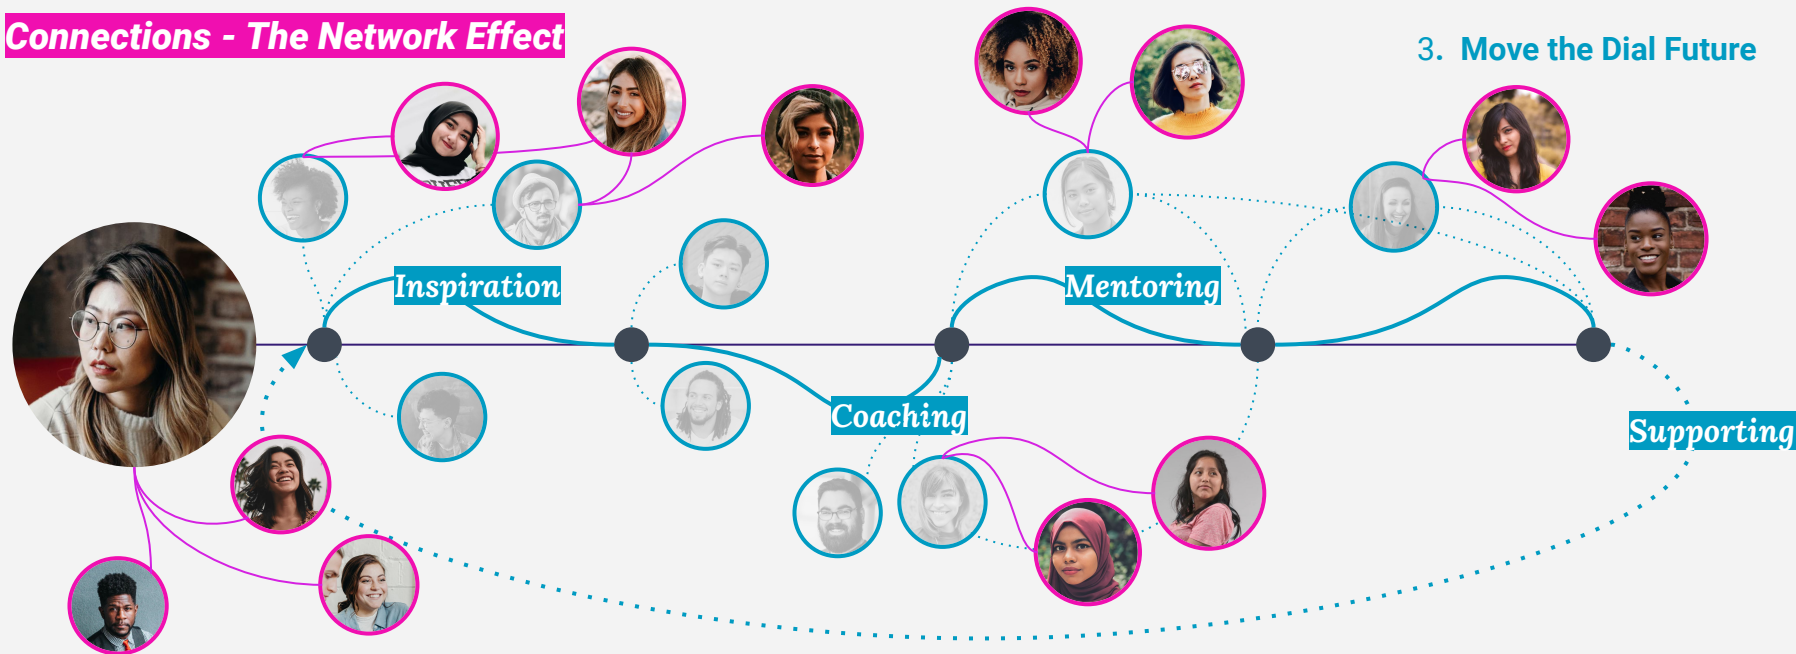 Connections - The Network Effect
3. Move the Dial Future
Inspiration
Mentoring
Coaching
Supporting